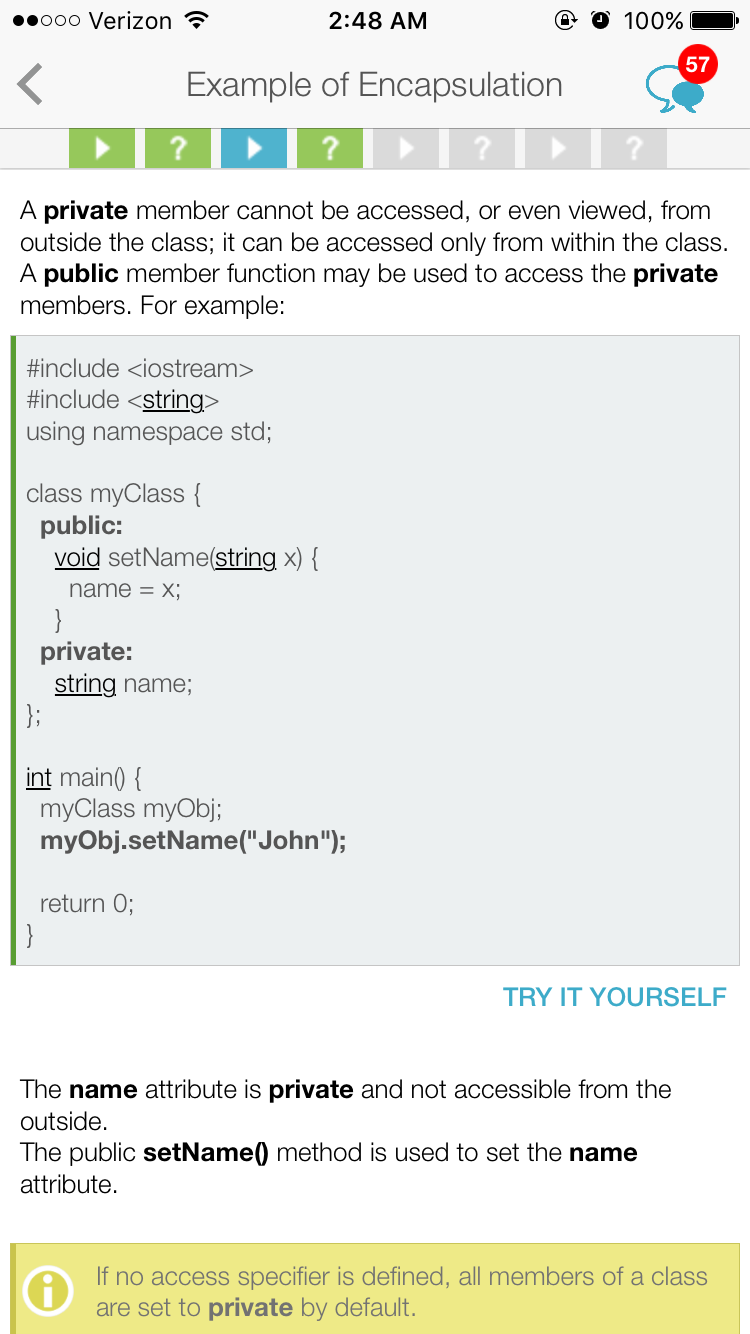 Verizon 2:48 AM 100%
Example of Encapsulation 57
? ? ? ?
A private member cannot be accessed, or even viewed, from
outside the class; it can be accessed only from within the class.
A public member function may be used to access the private
members. For example:
#include <iostream>
#include <string>
using namespace std;
class myClass {
public:
void setName(string x) {
name = x;
}
private:
string name;
};
int main() {
myClass myObj;
myObj.setName("John");
return 0;
}
TRY IT YOURSELF
The name attribute is private and not accessible from the
outside.
The public setName() method is used to set the name
attribute.
If no access specifier is defined, all members of a class
are set to private by default.